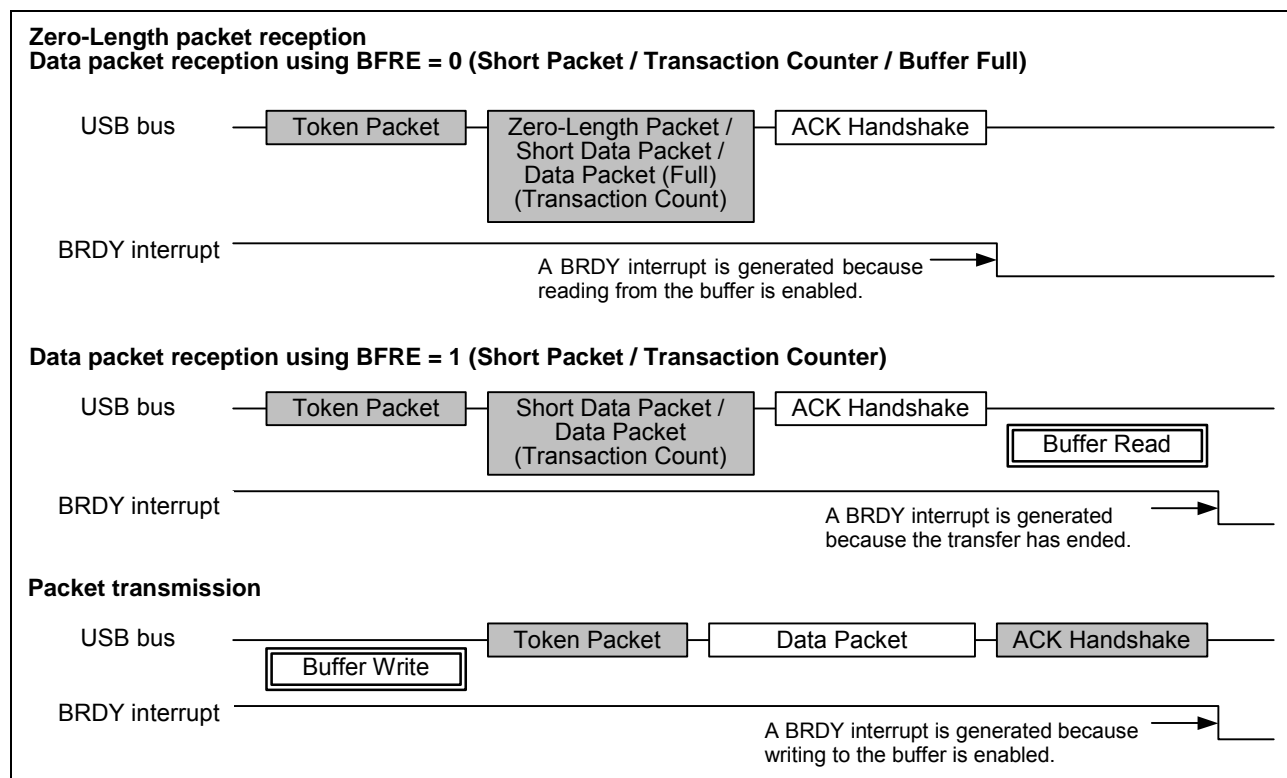 Zero-Length packet reception
Data packet reception using BFRE = 0 (Short Packet / Transaction Counter / Buffer Full)
USB bus
Token Packet
Zero-Length Packet /
Short Data Packet /
Data Packet (Full)
(Transaction Count)
ACK Handshake
BRDY interrupt
A BRDY interrupt is generated because
reading from the buffer is enabled.
Data packet reception using BFRE = 1 (Short Packet / Transaction Counter)
USB bus
Token Packet
Short Data Packet /
Data Packet
(Transaction Count)
ACK Handshake
Buffer Read
BRDY interrupt
A BRDY interrupt is generated
because the transfer has ended.
Packet transmission
USB bus
Token Packet
Data Packet
ACK Handshake
Buffer Write
BRDY interrupt
A BRDY interrupt is generated because
writing to the buffer is enabled.